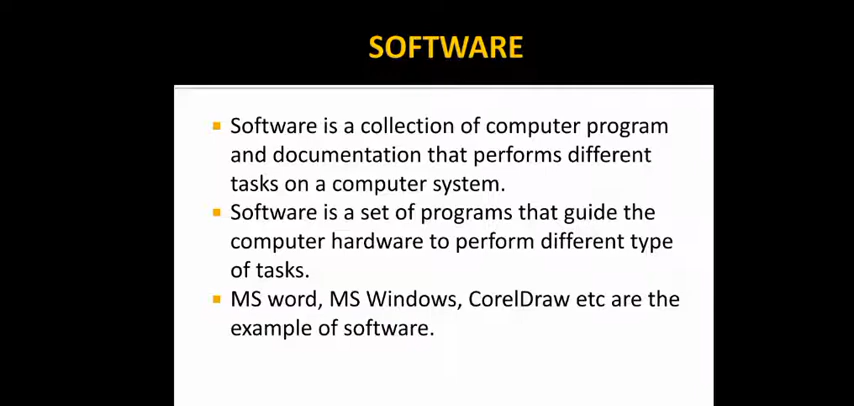 SOFTWARE
Software is a collection of computer program
and documentation that performs different
tasks on a computer system.
Software is a set of programs that guide the
computer hardware to perform different type
of tasks.
MS word, MS Windows, CorelDraw etc are the
example of software.